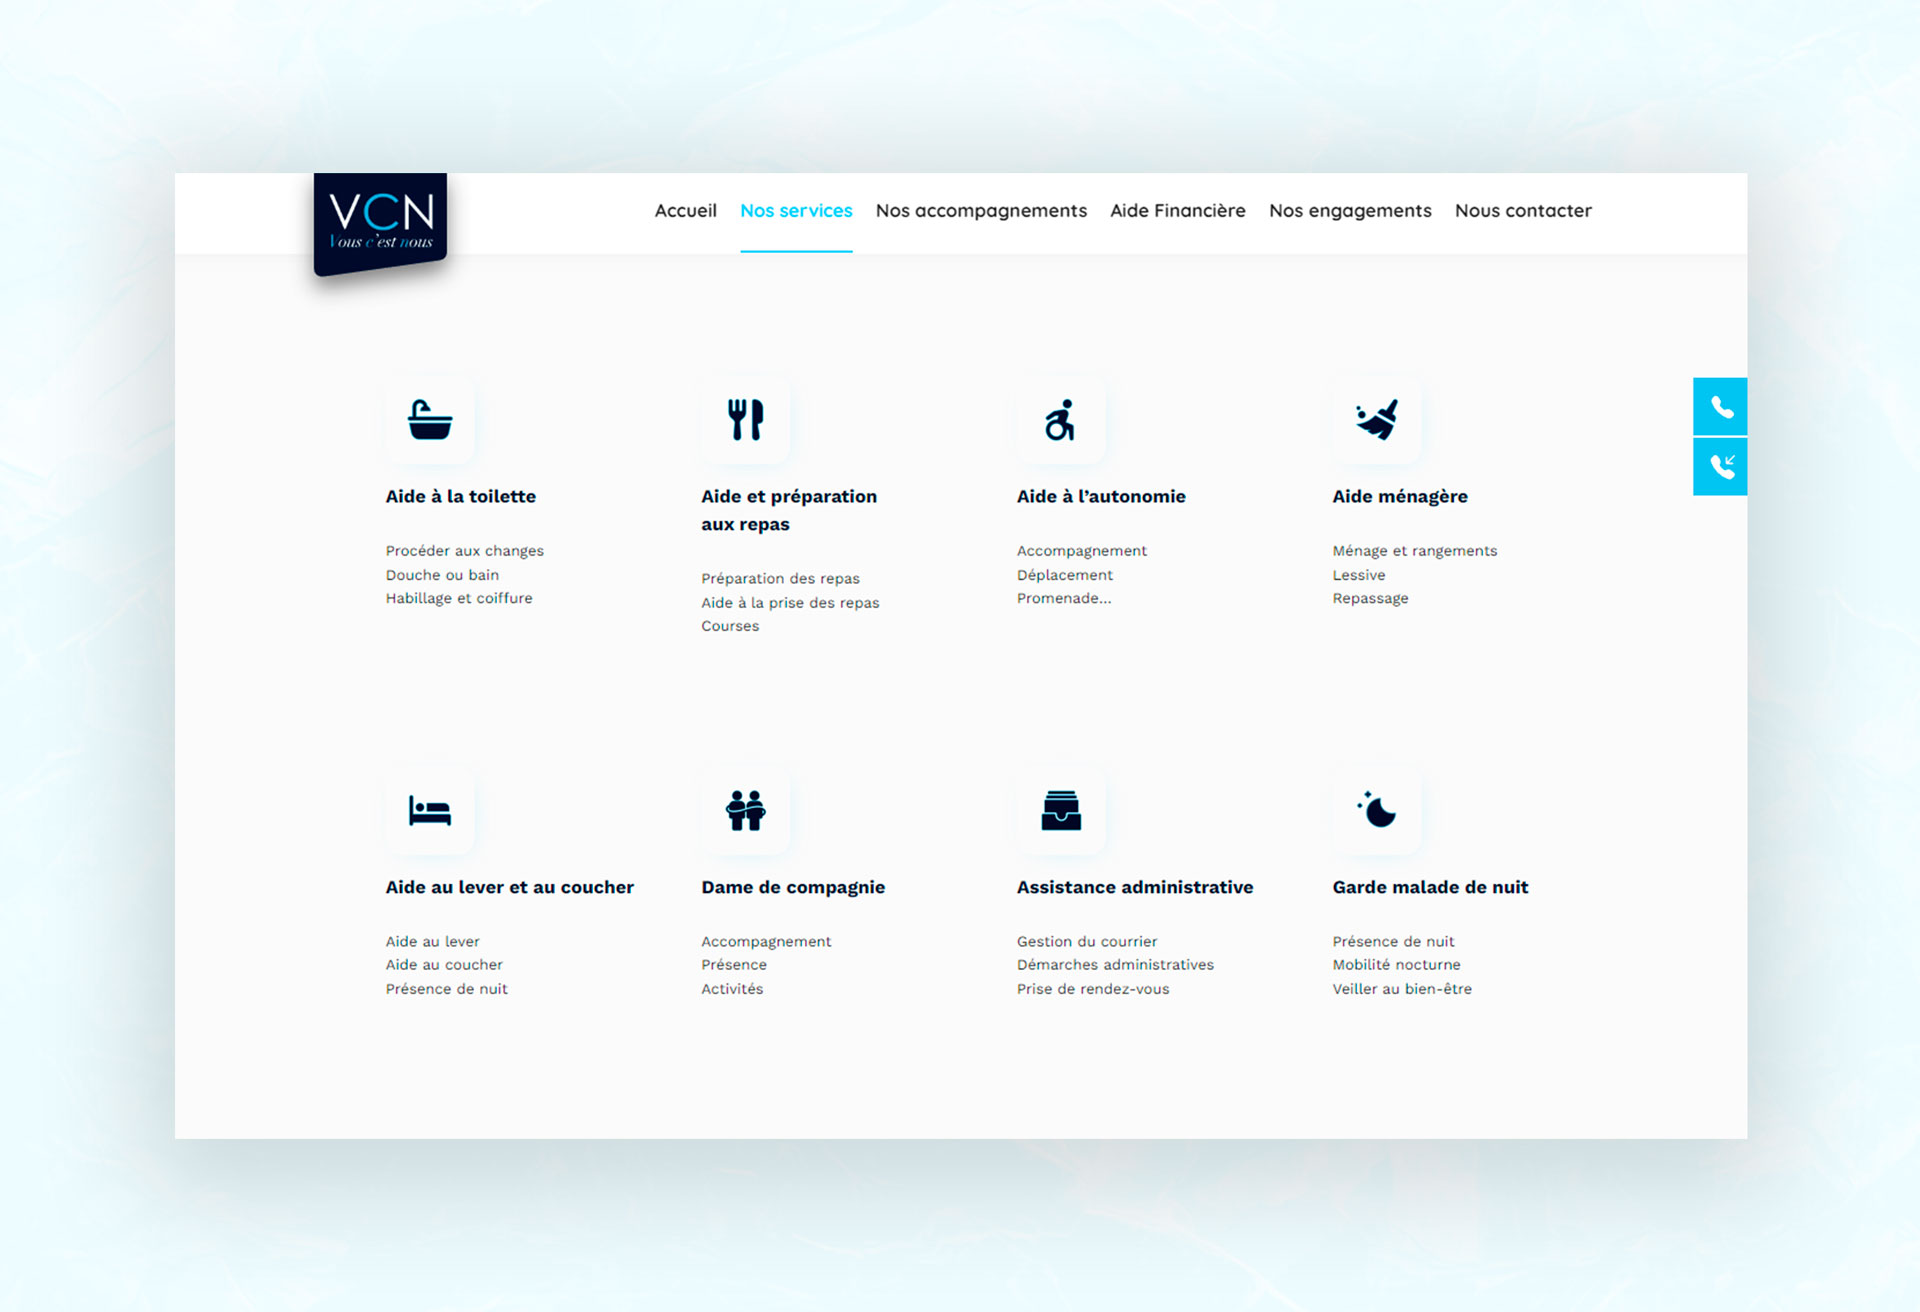 VCN
Vous c'est nous
Accueil
Nos services
Nos accompagnements
Aide Financière
Nos engagements
Nous contacter
Aide à la toilette
Procéder aux changes
Douche ou bain
Habillage et coiffure
Aide et préparation
aux repas
Préparation des repas
Aide à la prise des repas
Courses
Aide à l’autonomie
Accompagnement
Déplacement
Promenade...
Aide ménagère
Ménage et rangements
Lessive
Repassage
Aide au lever et au coucher
Aide au lever
Aide au coucher
Présence de nuit
Dame de compagnie
Accompagnement
Présence
Activités
Assistance administrative
Gestion du courrier
Démarches administratives
Prise de rendez-vous
Garde malade de nuit
Présence de nuit
Mobilité nocturne
Veiller au bien-être